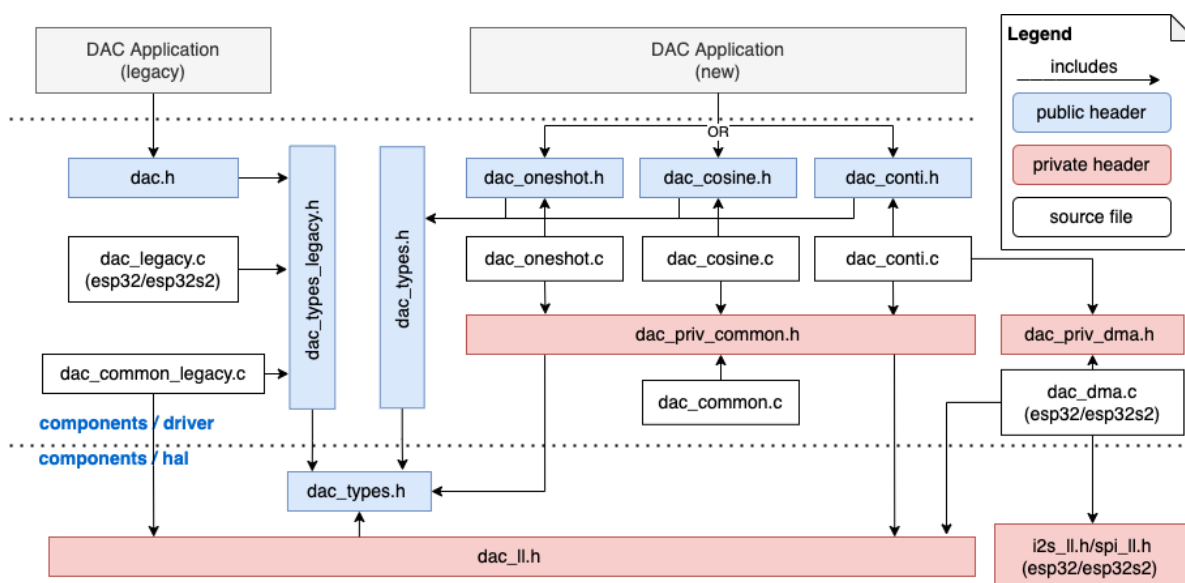 DAC Application
(legacy)
DAC Application
(new)
Legend
includes
public header
private header
source file
OR
dac.h
dac_types_legacy.h
dac_types.h
dac_oneshot.h
dac_cosine.h
dac_conti.h
dac_legacy.c
(esp32/esp32s2)
dac_oneshot.c
dac_cosine.c
dac_conti.c
dac_priv_common.h
dac_priv_dma.h
dac_common_legacy.c
dac_common.c
dac_dma.c
(esp32/esp32s2)
components / driver
components / hal
dac_types.h
dac_ll.h
i2s_ll.h/spi_ll.h
(esp32/esp32s2)